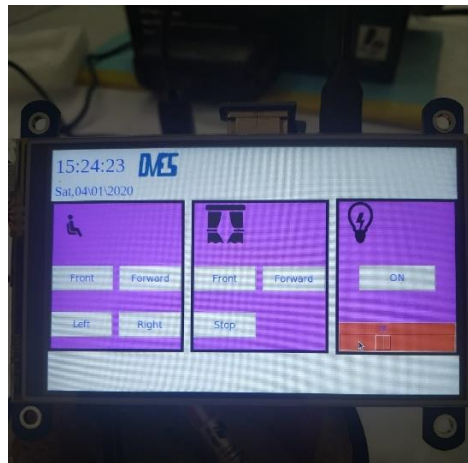 15:24:23 DVES
Sat,04\01\2020
Front Forward
Left Right
Front Forward
Stop
ON